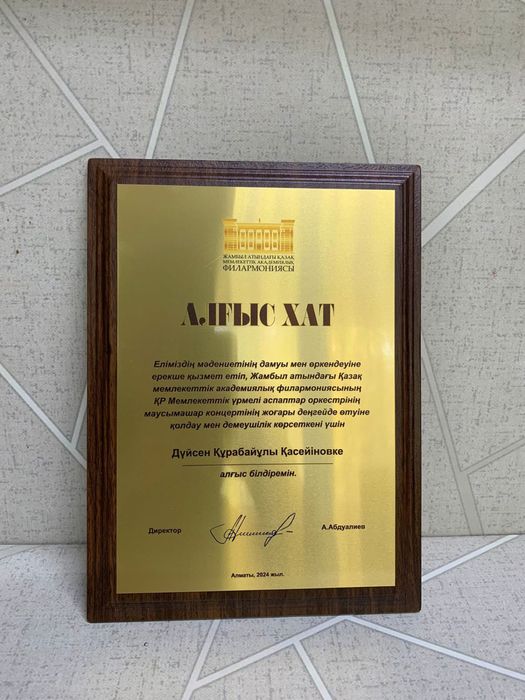 ЖАМБЫЛ АТЫНДАҒЫ ҚАЗАҚ
МЕМЛЕКЕТТІК АКАДЕМИЯЛЫҚ
ФИЛАРМОНИЯСЫ
АЛҒЫС ХАТ
Еліміздің мәдениетінің дамуы мен өркендеуіне
ерекше қызмет етіп, Жамбыл атындағы Қазақ
мемлекеттік академиялық филармониясының
ҚР Мемлекеттік үрмелі аспаптар оркестрінің
маусымашар концертінің жоғары деңгейде өтуіне
қолдау мен демеушілік көрсеткені үшін
Дүйсен Құрабайұлы Қасейіновке
алғыс білдіремін.
Директор А.Абдуалиев
Алматы, 2024 жыл.